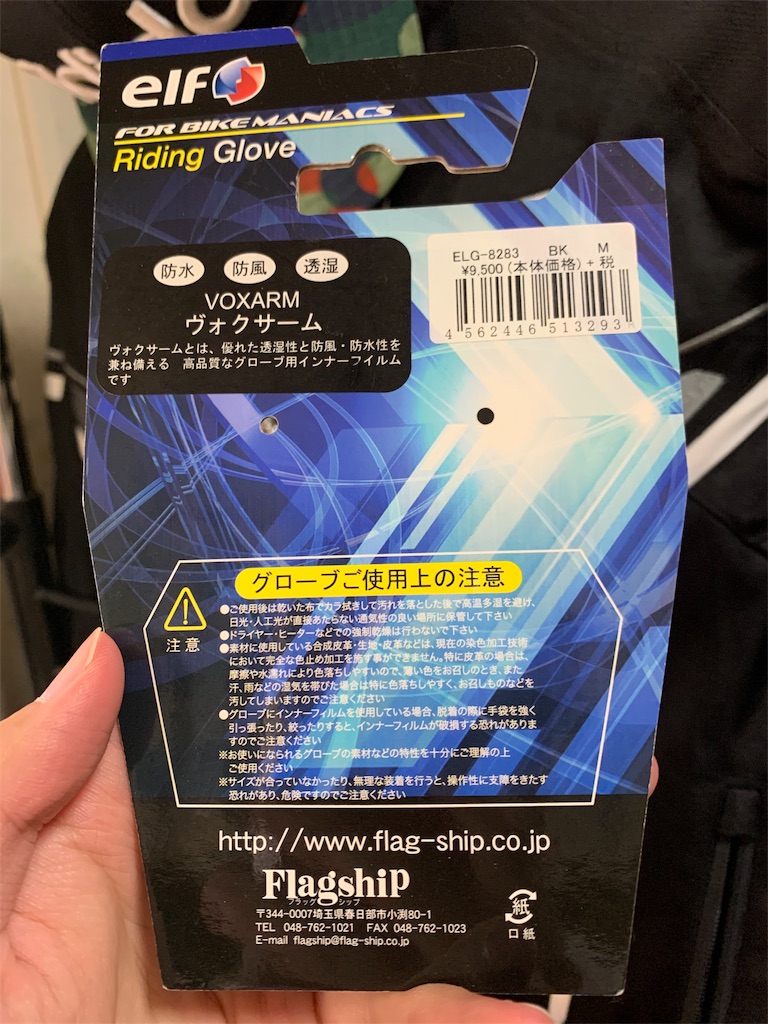 elf
FOR BIKE MANIACS
Riding Glove
防水 防風 透湿
VOXARM
ヴォクサーム
ヴォクサームとは、優れた透湿性と防風・防水性を
兼ね備える 高品質なグローブ用インナーフイルム
です
ELG-8283 BK M
¥9,500(本体価格)+税
4 562446 513293
グローブご使用上の注意
注意
●ご使用後は乾いた布でカラ拭きして汚れを落とした後で高温多湿を避け、
日光・人工光が直接あたらない通気性の良い場所に保管して下さい
●ドライヤー・ヒーターなどでの強制乾燥は行わないで下さい
●素材に使用している合成皮革・生地・皮革などは、現在の染色加工技術
において完全な色止め加工を施す事ができません。特に皮革の場合は、
摩擦や水濡れにより色落ちしやすいので、薄い色をお召しのとき、また
汗、雨などの湿気を帯びた場合は特に色落ちしやすく、お召しものなどを
汚してしまいますのでご注意ください
●グローブにインナーフィルムを使用している場合、脱着の際に手袋を強く
引っ張ったり、絞ったりすると、インナーフィルムが破損する恐れがありま
すのでご注意ください
※お使いになられるグローブの素材などの特性を十分にご理解の上
ご使用ください
※サイズが合っていなかったり、無理な装着を行うと、操作性に支障をきたす
恐れがあり、危険ですのでご注意ください
http://www.flag-ship.co.jp
Flagship
フラッグ シップ
〒344-0007埼玉県春日部市小渕80-1
TEL 048-762-1021 FAX 048-762-1023
E-mail flagship@flag-ship.co.jp
紙
口紙